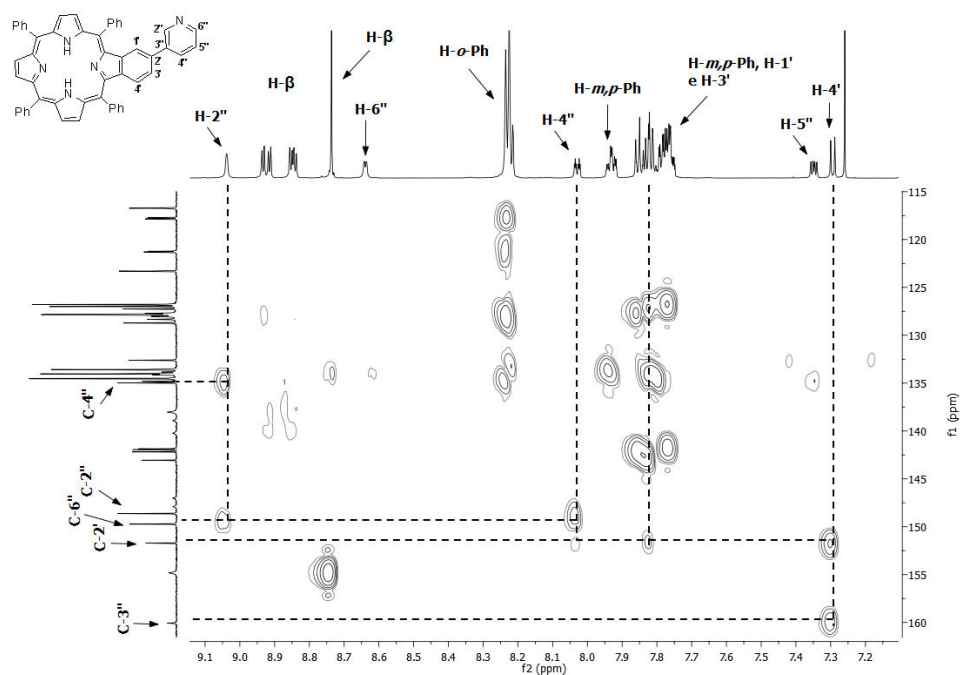 Ph
Ph
N
2''
6''
3''
5''
4''
1'
2'
3'
4'
NH
N
N
H
N
Ph
Ph
H-β
H-β
H-o-Ph
H-m,p-Ph, H-1'
e H-3'
H-m,p-Ph
H-4'
H-2''
H-6''
H-4''
H-5''
C-4''
C-2''
C-6''
C-2'
C-3''
115
120
125
130
135
140
145
150
155
160
f1 (ppm)
9.1 9.0 8.9 8.8 8.7 8.6 8.5 8.4 8.3 8.2 8.1 8.0 7.9 7.8 7.7 7.6 7.5 7.4 7.3 7.2
f2 (ppm)